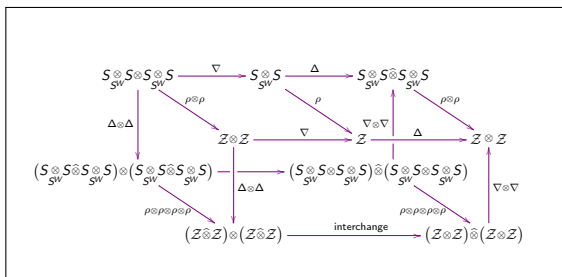 S ⊗_{S^W} S ⊗ S ⊗_{S^W} S ∇ S ⊗_{S^W} S Δ S ⊗_{S^W} S ⊗̂ S ⊗_{S^W} S
ρ⊗ρ ρ ρ⊗ρ
Δ⊗Δ ∇⊗∇
Z ⊗ Z ∇ Z Δ Z ⊗ Z
(S ⊗_{S^W} S ⊗̂ S ⊗_{S^W} S) ⊗ (S ⊗_{S^W} S ⊗̂ S ⊗_{S^W} S) (S ⊗_{S^W} S ⊗ S ⊗_{S^W} S) ⊗̂ (S ⊗_{S^W} S ⊗ S ⊗_{S^W} S)
Δ⊗Δ ∇⊗∇
ρ⊗ρ⊗ρ⊗ρ ρ⊗ρ⊗ρ⊗ρ
(Z ⊗̂ Z) ⊗ (Z ⊗̂ Z) interchange (Z ⊗ Z) ⊗̂ (Z ⊗ Z)